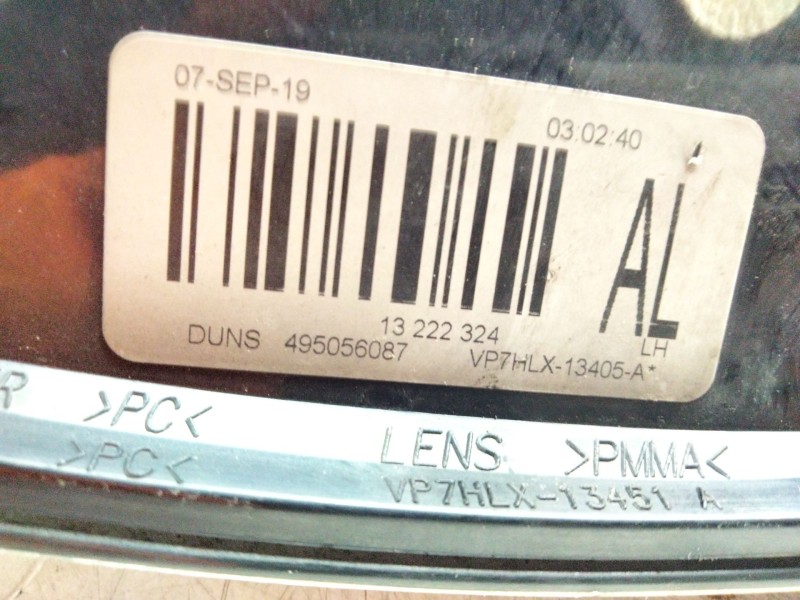 07-SEP-19
03:02:40
AL
LH
13 222 324
DUNS 495056087 VP7HLX-13405-A*
>PC< LENS >PMMA<
>PC< VP7HLX-13451 A